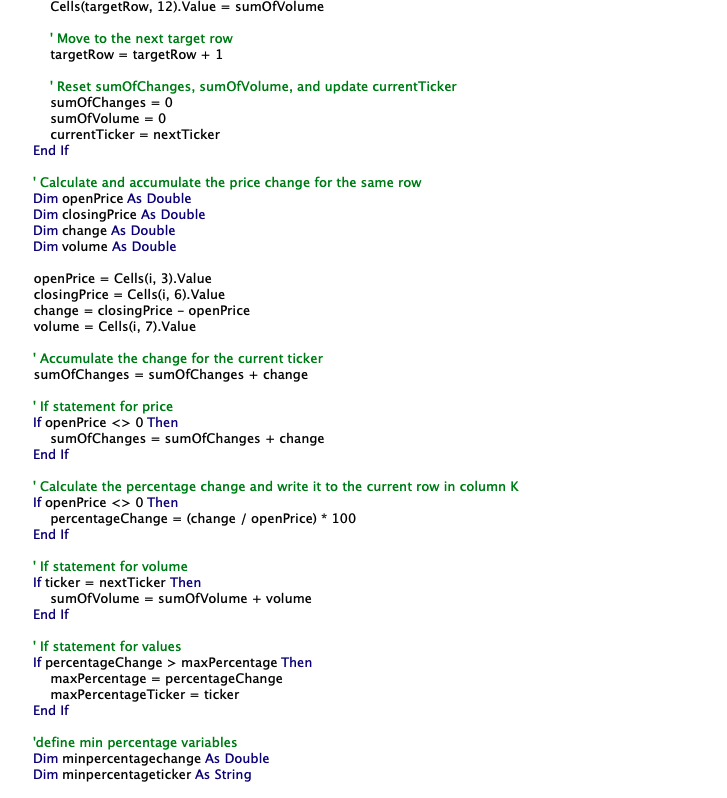 Cells(targetRow, 12).Value = sumOfVolume
' Move to the next target row
targetRow = targetRow + 1
' Reset sumOfChanges, sumOfVolume, and update currentTicker
sumOfChanges = 0
sumOfVolume = 0
currentTicker = nextTicker
End If
' Calculate and accumulate the price change for the same row
Dim openPrice As Double
Dim closingPrice As Double
Dim change As Double
Dim volume As Double
openPrice = Cells(i, 3).Value
closingPrice = Cells(i, 6).Value
change = closingPrice - openPrice
volume = Cells(i, 7).Value
' Accumulate the change for the current ticker
sumOfChanges = sumOfChanges + change
' If statement for price
If openPrice <> 0 Then
sumOfChanges = sumOfChanges + change
End If
' Calculate the percentage change and write it to the current row in column K
If openPrice <> 0 Then
percentageChange = (change / openPrice) * 100
End If
' If statement for volume
If ticker = nextTicker Then
sumOfVolume = sumOfVolume + volume
End If
' If statement for values
If percentageChange > maxPercentage Then
maxPercentage = percentageChange
maxPercentageTicker = ticker
End If
'define min percentage variables
Dim minpercentagechange As Double
Dim minpercentageticker As String